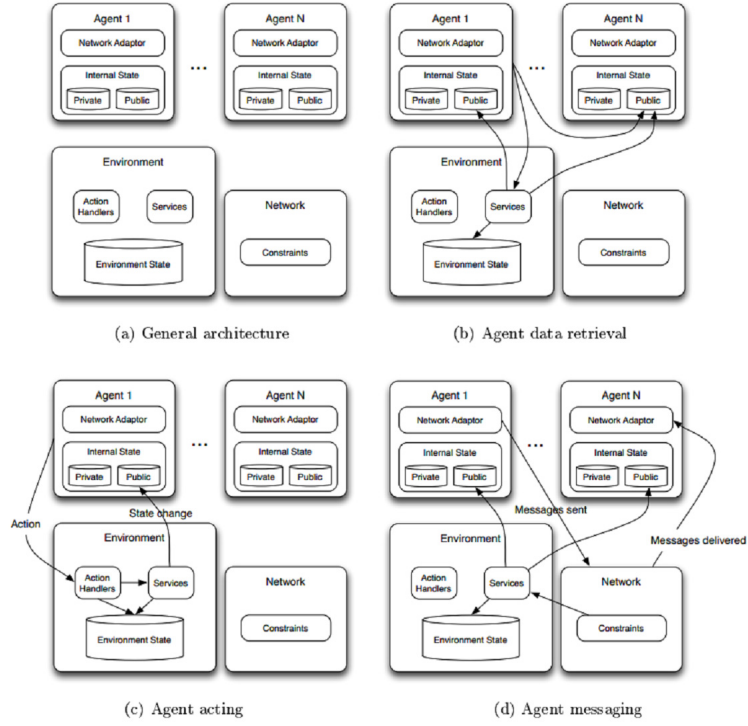 Agent 1
Network Adaptor
Internal State
Private Public
...
Agent N
Network Adaptor
Internal State
Private Public
Environment
Action
Handlers
Services
Environment State
Network
Constraints
(a) General architecture
Agent 1
Network Adaptor
Internal State
Private Public
...
Agent N
Network Adaptor
Internal State
Private Public
Environment
Action
Handlers
Services
Environment State
Network
Constraints
(b) Agent data retrieval
Agent 1
Network Adaptor
Internal State
Private Public
...
Agent N
Network Adaptor
Internal State
Private Public
Action
State change
Environment
Action
Handlers
Services
Environment State
Network
Constraints
(c) Agent acting
Agent 1
Network Adaptor
Internal State
Private Public
...
Agent N
Network Adaptor
Internal State
Private Public
Messages sent
Messages delivered
Environment
Action
Handlers
Services
Environment State
Network
Constraints
(d) Agent messaging